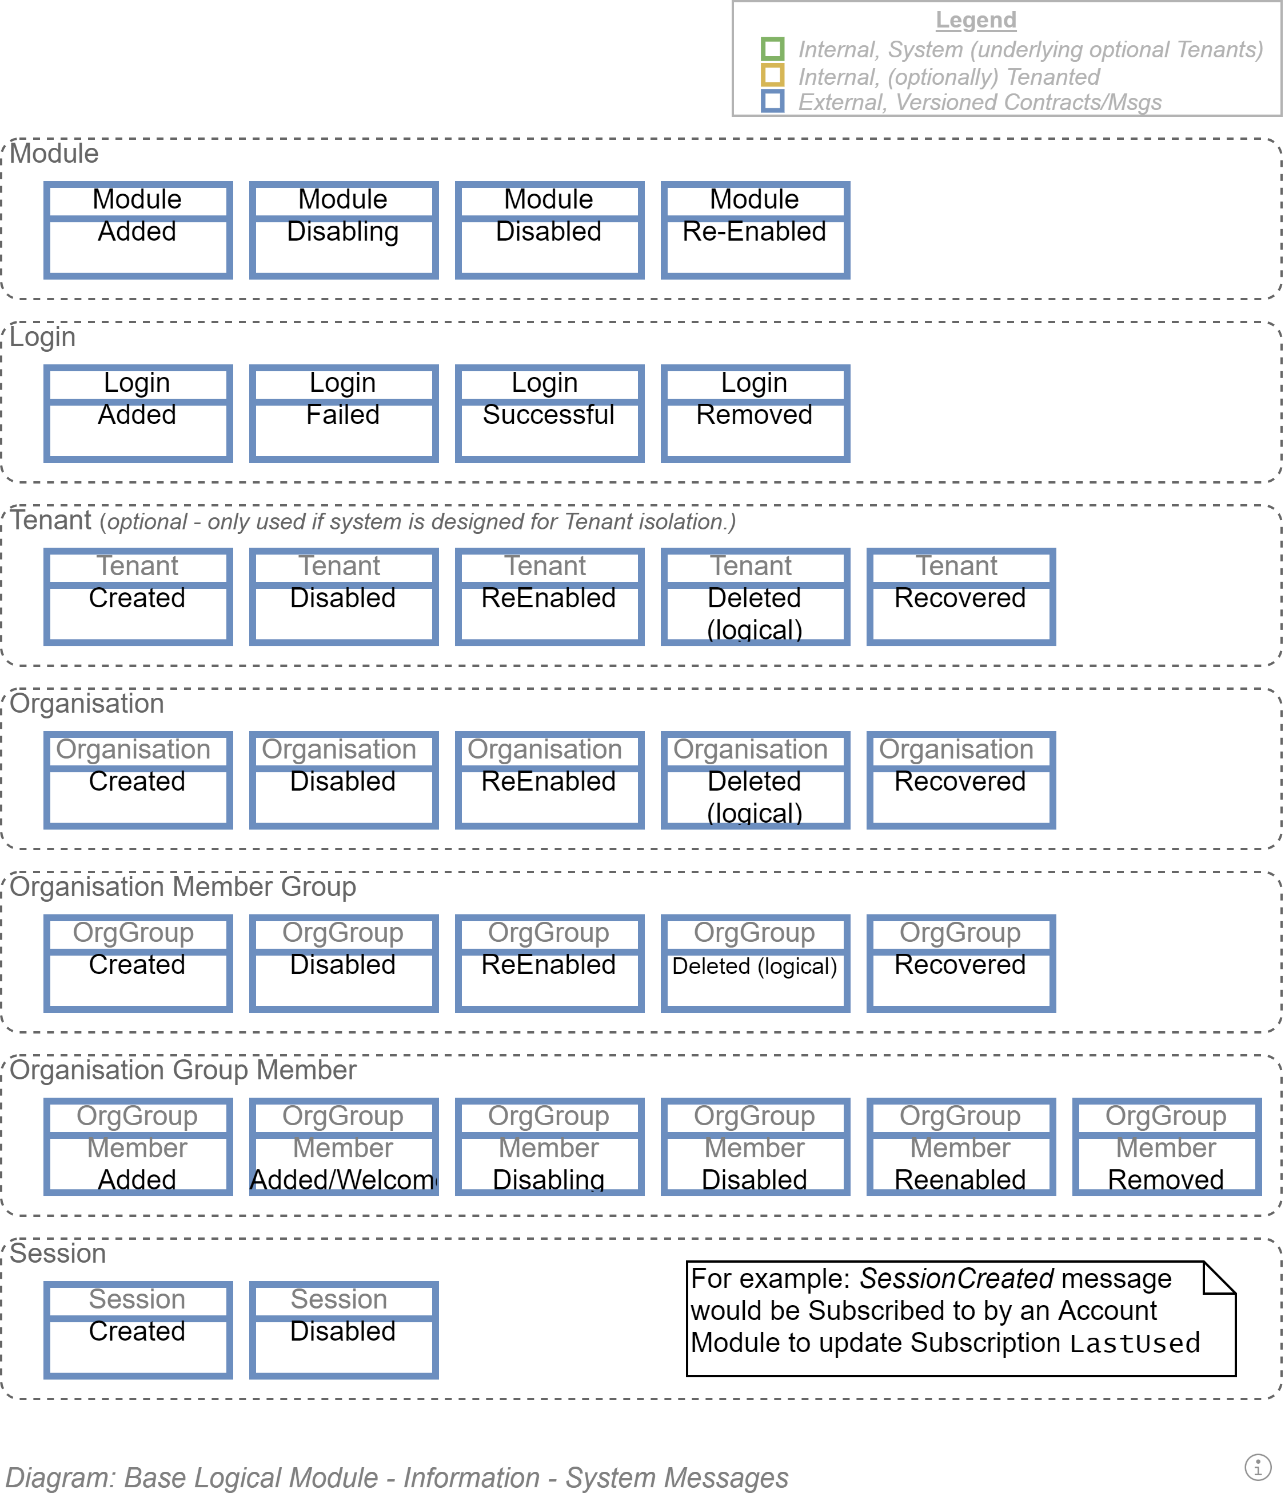 Legend
Internal, System (underlying optional Tenants)
Internal, (optionally) Tenanted
External, Versioned Contracts/Msgs
Module
Module
Added
Module
Disabling
Module
Disabled
Module
Re-Enabled
Login
Login
Added
Login
Failed
Login
Successful
Login
Removed
Tenant (optional - only used if system is designed for Tenant isolation.)
Tenant
Created
Tenant
Disabled
Tenant
ReEnabled
Tenant
Deleted
(logical)
Tenant
Recovered
Organisation
Organisation
Created
Organisation
Disabled
Organisation
ReEnabled
Organisation
Deleted
(logical)
Organisation
Recovered
Organisation Member Group
OrgGroup
Created
OrgGroup
Disabled
OrgGroup
ReEnabled
OrgGroup
Deleted (logical)
OrgGroup
Recovered
Organisation Group Member
OrgGroup
Member
Added
OrgGroup
Member
Added/Welcom
OrgGroup
Member
Disabling
OrgGroup
Member
Disabled
OrgGroup
Member
Reenabled
OrgGroup
Member
Removed
Session
Session
Created
Session
Disabled
For example: SessionCreated message
would be Subscribed to by an Account
Module to update Subscription LastUsed
Diagram: Base Logical Module - Information - System Messages